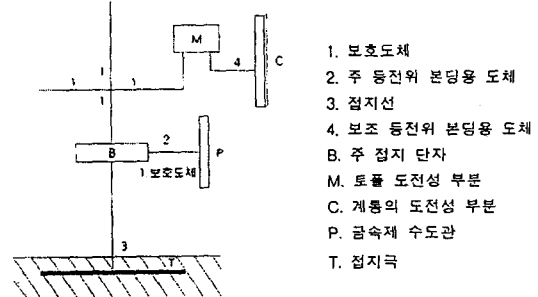 M
C
1
4
1
1
1
2
B
P
1 보호도체
3
T
1. 보호도체
2. 주 등전위 본딩용 도체
3. 접지선
4. 보조 등전위 본딩용 도체
B. 주 접지 단자
M. 토출 도전성 부분
C. 계통의 도전성 부분
P. 금속제 수도관
T. 접지극